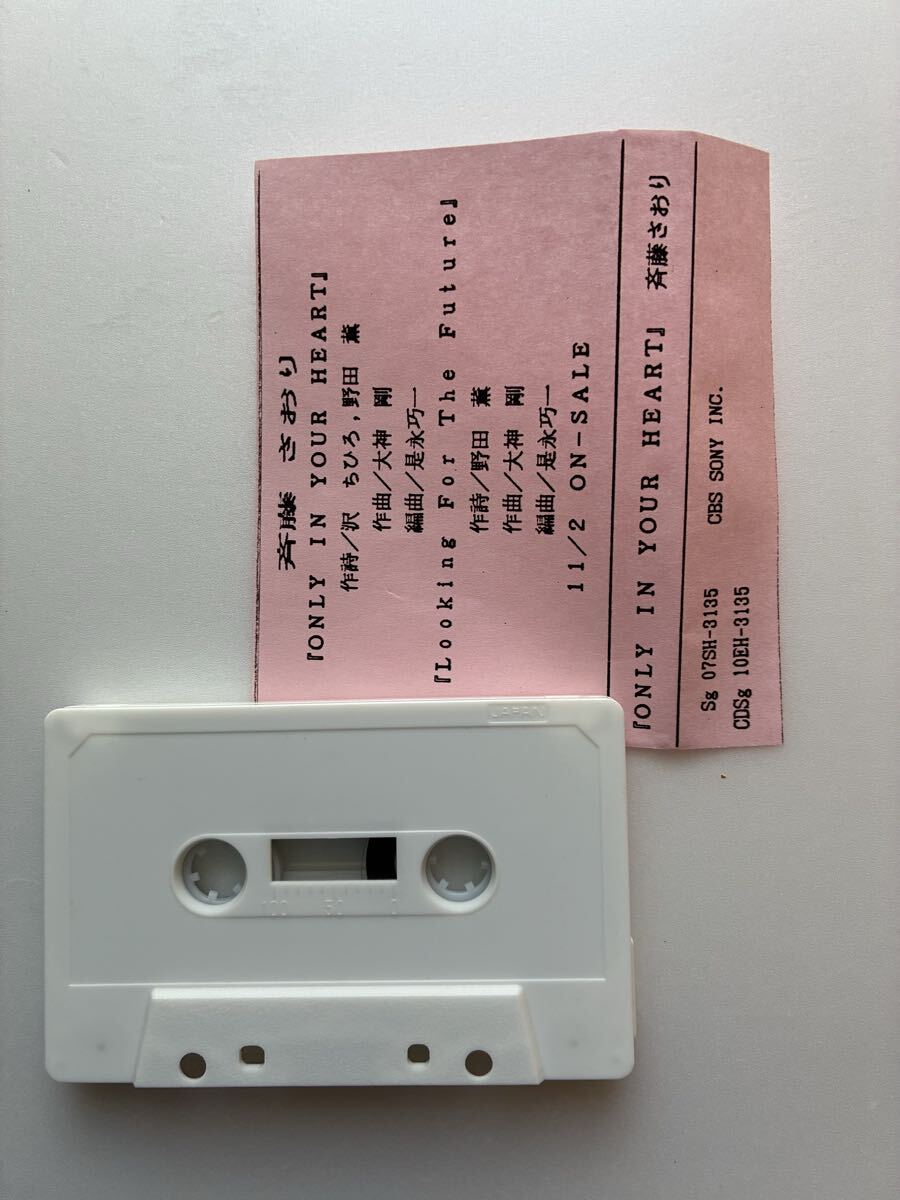 斉藤 さおり
『ONLY IN YOUR HEART』
作詩／沢 ちひろ，野田 薫
作曲／大神 剛
編曲／是永巧一
『Looking For The Future』
作詩／野田 薫
作曲／大神 剛
編曲／是永巧一
11／2 ON－SALE
『ONLY IN YOUR HEART』 斉藤さおり
Sg 07SH-3135 CBS SONY INC.
CDSg 10EH-3135
JAPAN
100 50 0